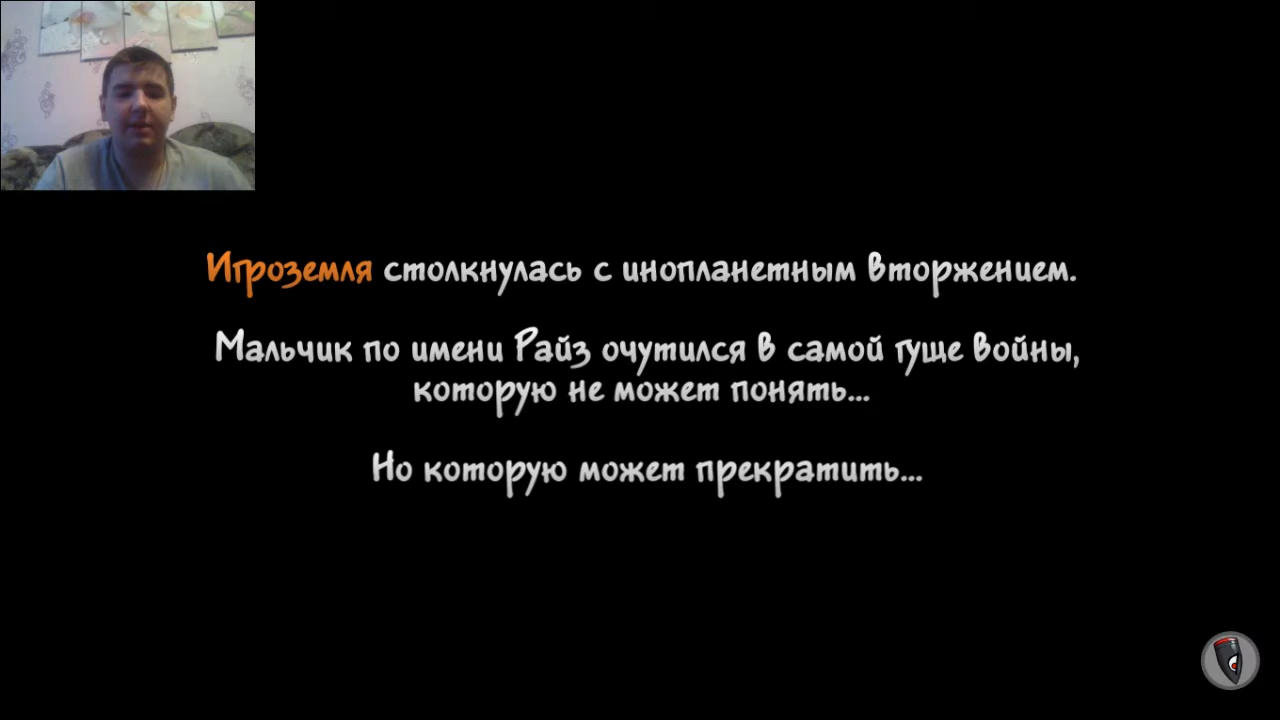 Игроземля столкнулась с инопланетным вторжением.
Мальчик по имени Райз очутился в самой гуще войны,
которую не может понять...
Но которую может прекратить...